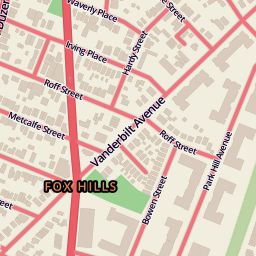 Waverly Place
Irving Place
Hardy Street
Roff Street
Metcalfe Street
Vanderbilt Avenue
Roff Street
FOX HILLS
Bowen Street
Park Hill Avenue